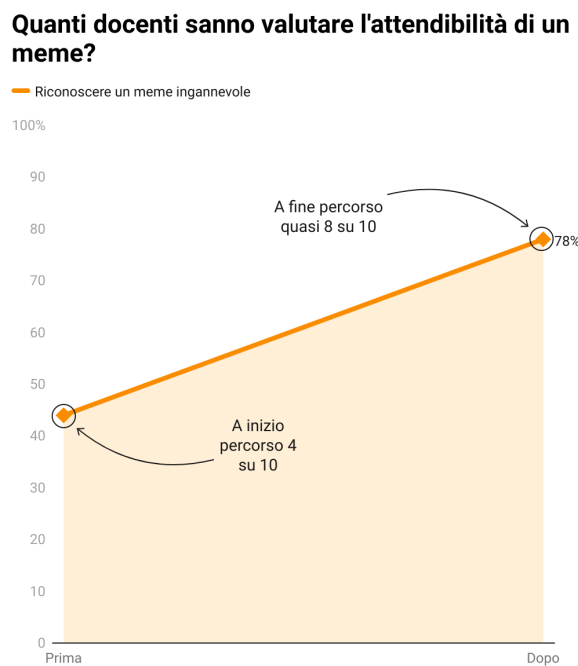 Quanti docenti sanno valutare l'attendibilità di un
meme?
Riconoscere un meme ingannevole
100%
90
A fine percorso
quasi 8 su 10
80
78%
70
60
50
A inizio
percorso 4
su 10
40
30
20
10
0
Prima
Dopo